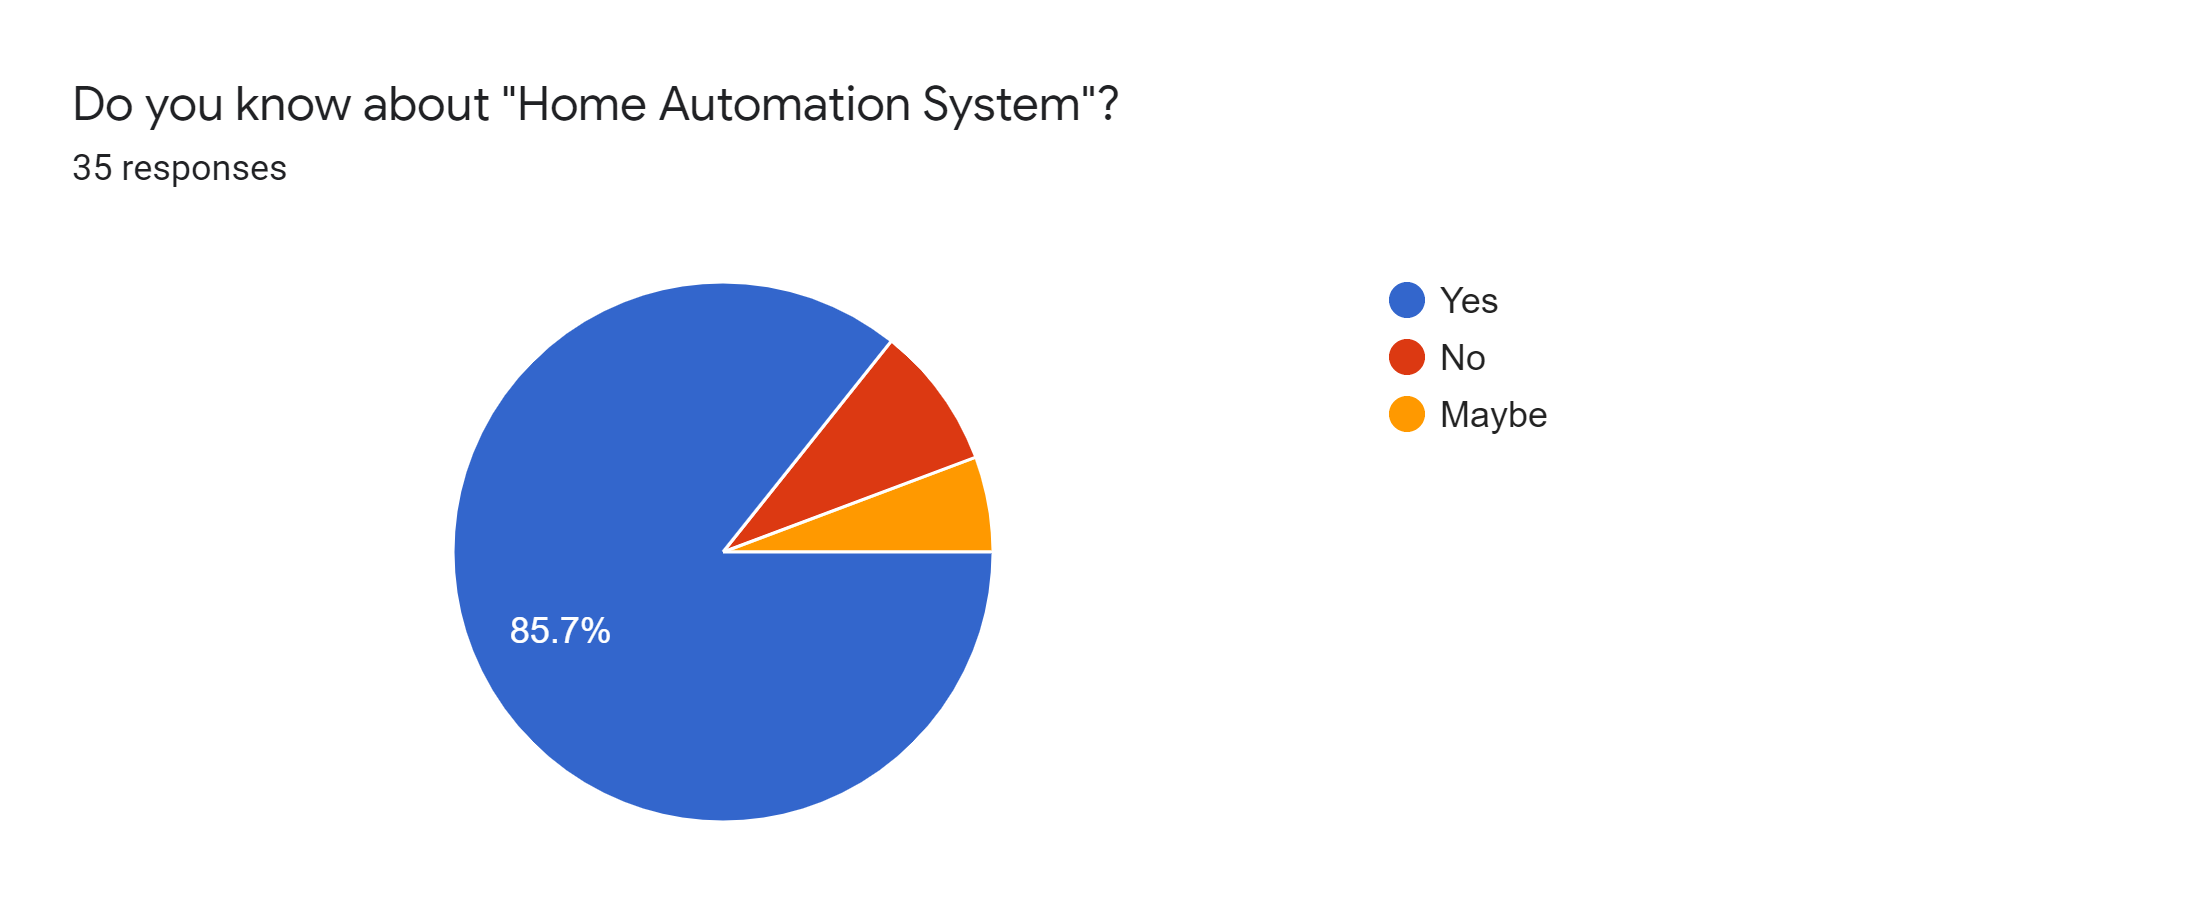 Do you know about "Home Automation System"?
35 responses
Yes
No
Maybe
85.7%